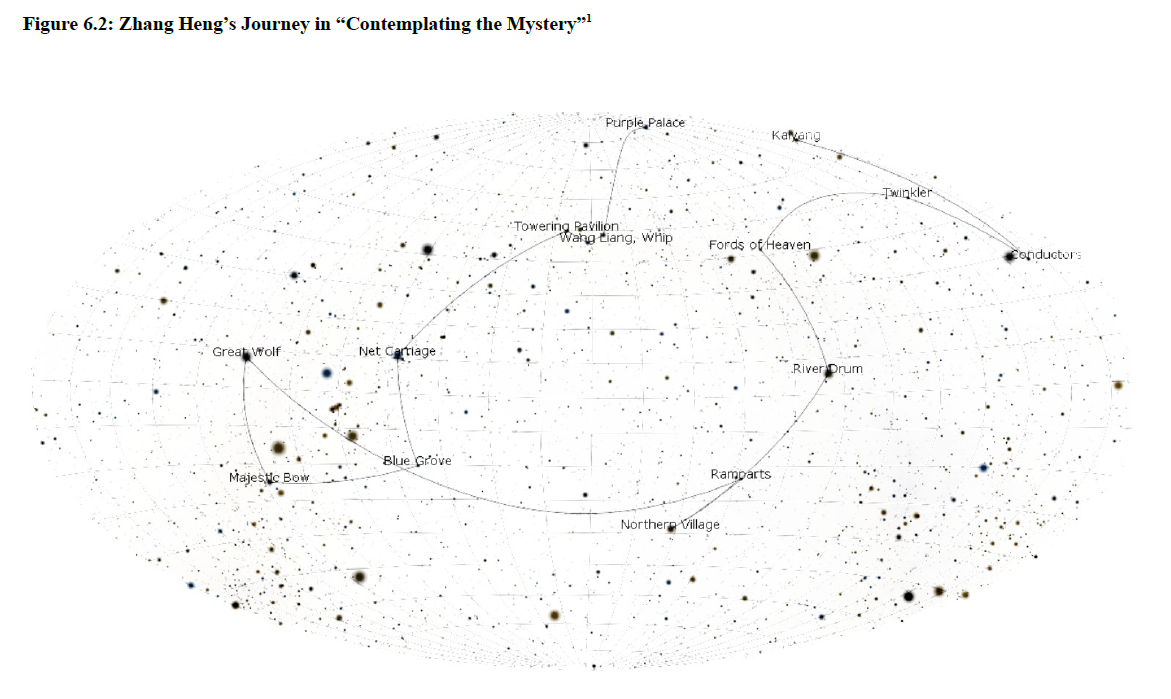 Figure 6.2: Zhang Heng’s Journey in “Contemplating the Mystery”1
Purple Palace
Kaiyang
Twinkler
Towering Pavilion
Wang Liang, Whip
Fords of Heaven
Conductors
Great Wolf
Net Carriage
River Drum
Blue Grove
Majestic Bow
Ramparts
Northern Village